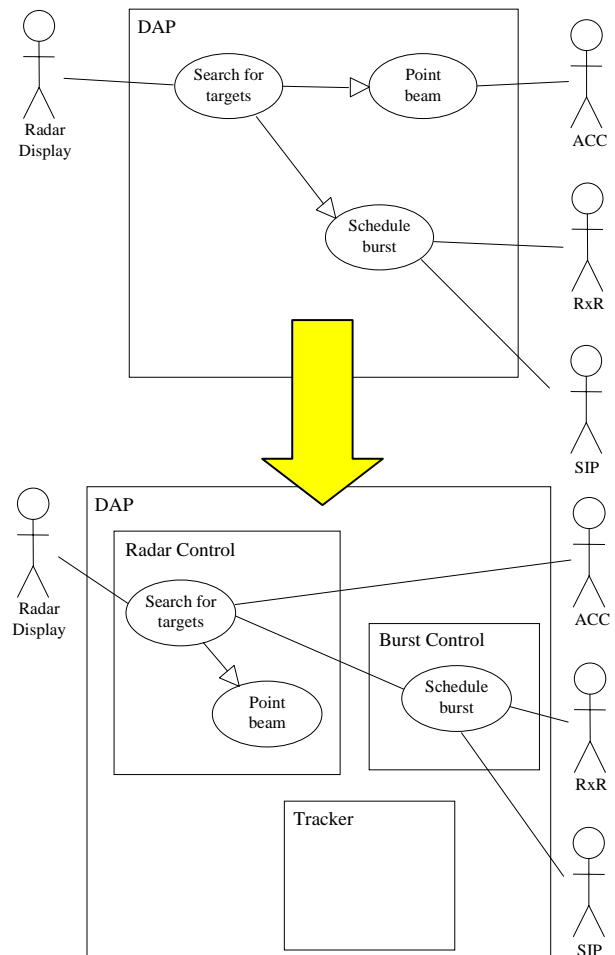 DAP
Search for
targets
Point
beam
Radar
Display
ACC
Schedule
burst
RxR
SIP
DAP
Radar Control
Search for
targets
Radar
Display
ACC
Burst Control
Schedule
burst
Point
beam
RxR
Tracker
SIP